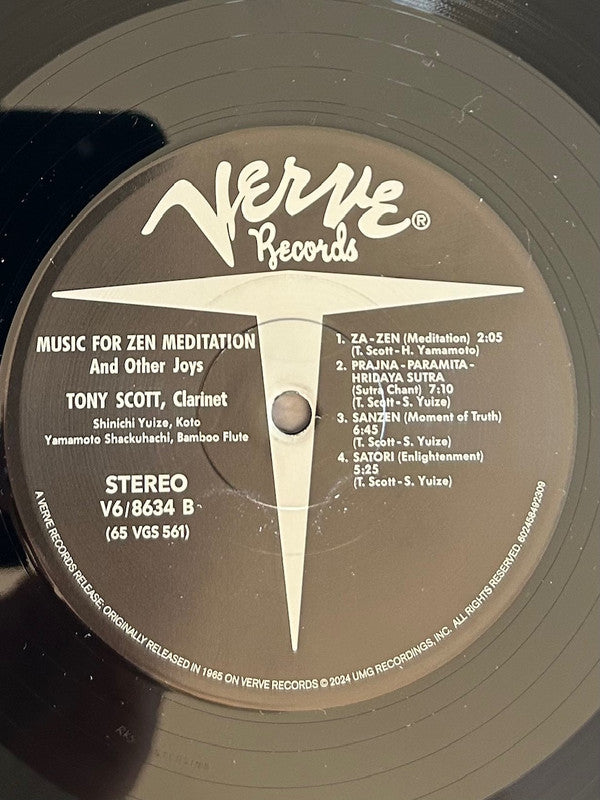 Verve®
Records
MUSIC FOR ZEN MEDITATION
And Other Joys
TONY SCOTT, Clarinet
Shinichi Yuize, Koto
Yamamoto Shackuhachi, Bamboo Flute
STEREO
V6/8634 B
(65 VGS 561)
1. ZA-ZEN (Meditation) 2:05
(T. Scott-H. Yamamoto)
2. PRAJNA-PARAMITA-
HRIDAYA SUTRA
(Sutra Chant) 7:10
(T. Scott-S. Yuize)
3. SANZEN (Moment of Truth)
6:45
(T. Scott-S. Yuize)
4. SATORI (Enlightenment)
5:25
(T. Scott-S. Yuize)
A VERVE RECORDS RELEASE, ORIGINALLY RELEASED IN 1965 ON VERVE RECORDS © 2024 UMG RECORDINGS, INC. ALL RIGHTS RESERVED. 602458492309